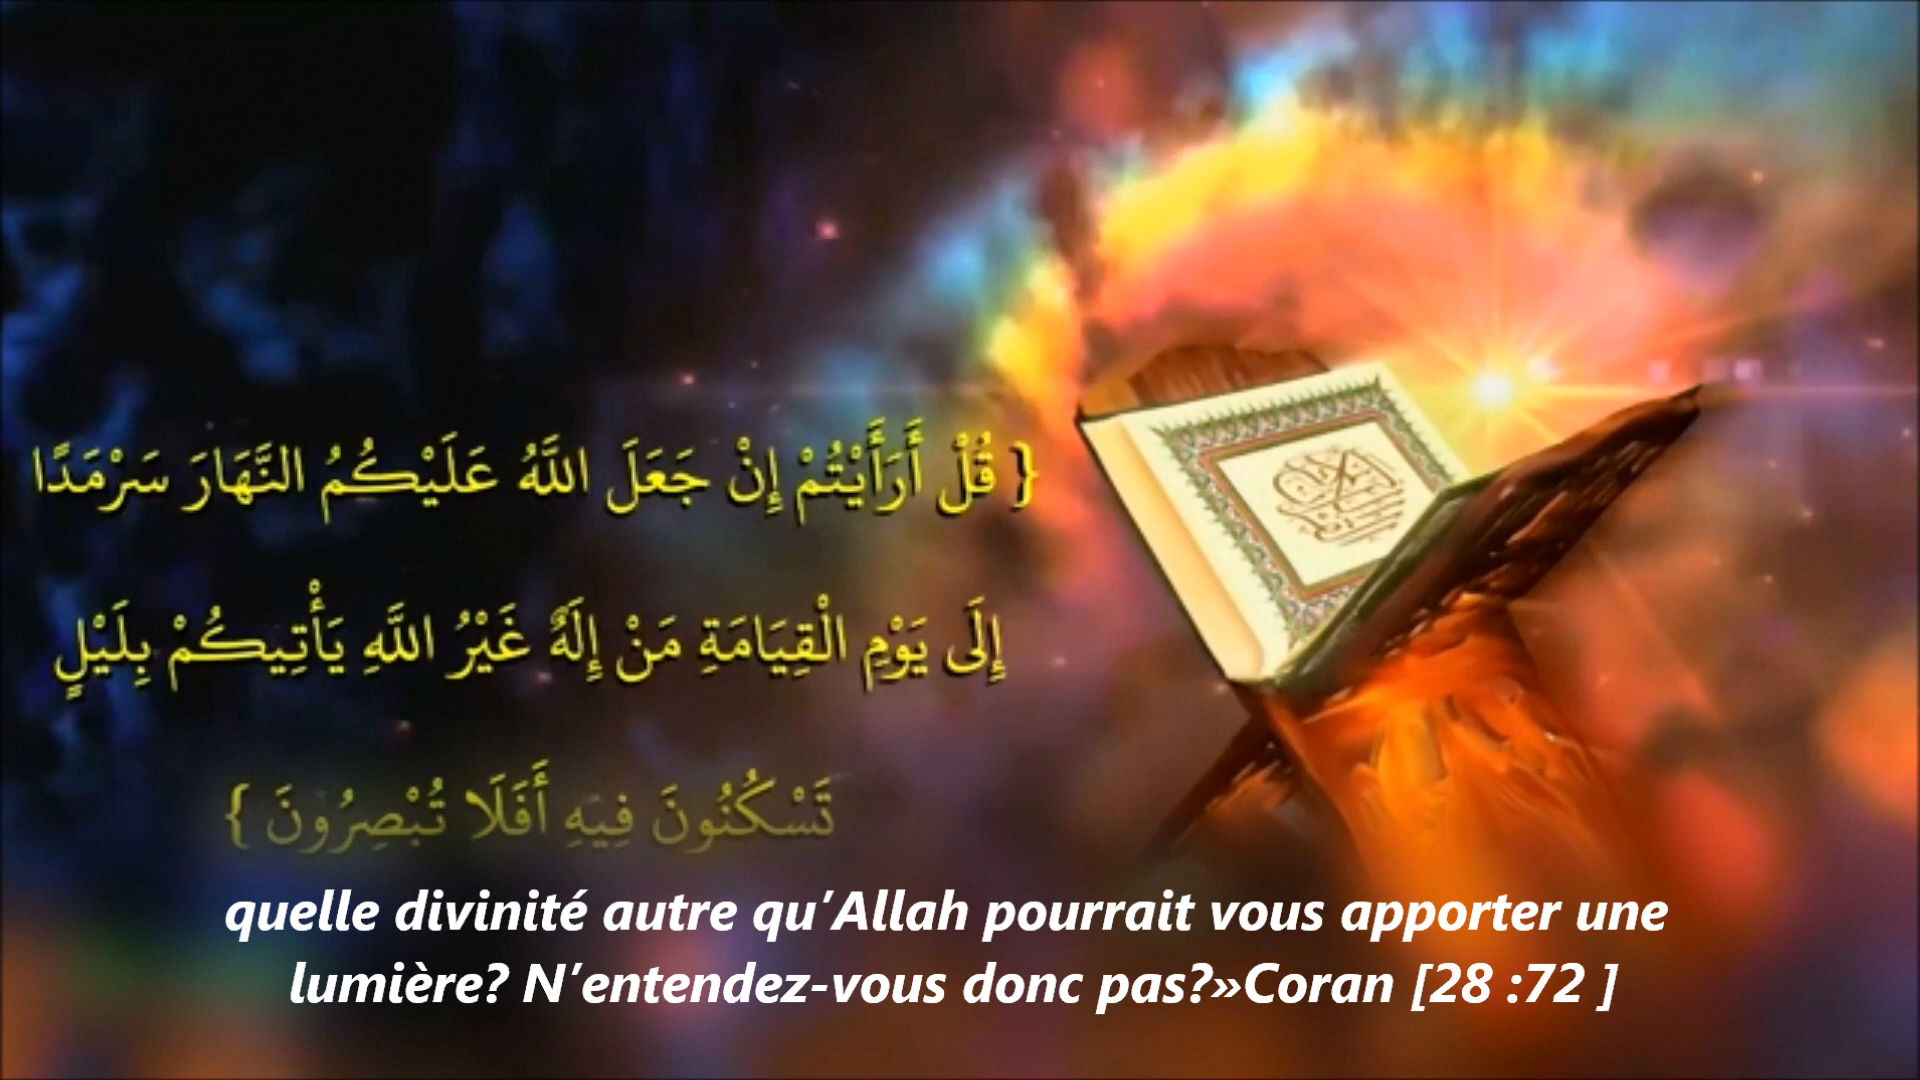 { قُلْ أَرَأَيْتُمْ إِنْ جَعَلَ اللَّهُ عَلَيْكُمُ النَّهَارَ سَرْمَدًا
إِلَى يَوْمِ الْقِيَامَةِ مَنْ إِلَهٌ غَيْرُ اللَّهِ يَأْتِيكُمْ بِلَيْلٍ
تَسْكُنُونَ فِيهِ أَفَلَا تُبْصِرُونَ }
quelle divinité autre qu'Allah pourrait vous apporter une
lumière? N'entendez-vous donc pas?»Coran [28 :72 ]